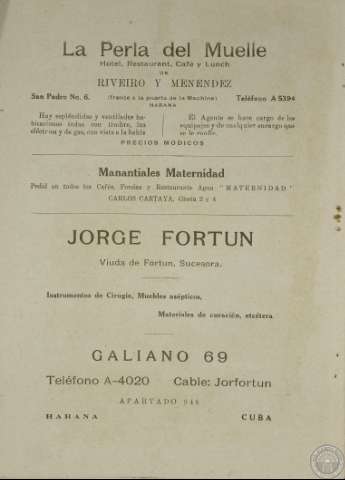 La Perla del Muelle
Hotel, Restaurant, Café y Lunch
DE
RIVEIRO Y MENENDEZ
San Pedro No. 6. (frente a la puerta de la Machina) Teléfono A 5394
HABANA
Hay espléndidas y ventiladas habitaciones todas con timbre, luz
eléctrica y de gas, con vista a la bahía
El Agente se hace cargo de los
equipajes y de cualquier encargo que
se le confíe.
PRECIOS MODICOS
Manantiales Maternidad
Pedid en todos los Cafés, Fondas y Restaurants Agua "MATERNIDAD"
CARLOS CARTAYA, Gloria 2 y 4
JORGE FORTUN
Viuda de Fortun, Sucesora.
Instrumentos de Cirugía, Muebles asépticos,
Materiales de curación, etcétera
GALIANO 69
Teléfono A-4020 Cable: Jorfortun
APARTADO 948
HABANA CUBA